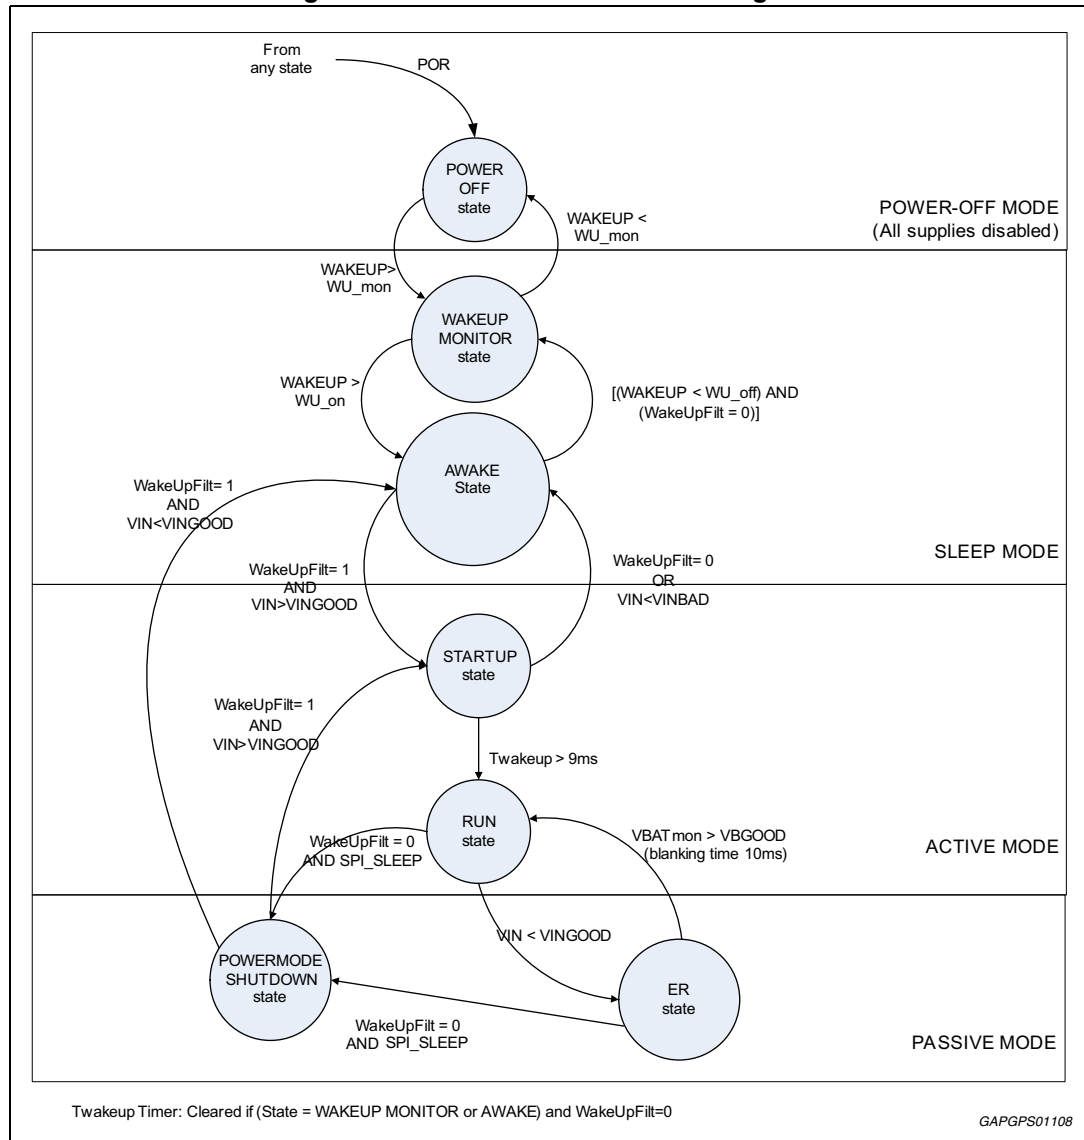 From
any state
POR
POWER
OFF
state
WAKEUP <
WU_mon
POWER-OFF MODE
(All supplies disabled)
WAKEUP>
WU_mon
WAKEUP
MONITOR
state
WAKEUP >
WU_on
[(WAKEUP < WU_off) AND
(WakeUpFilt = 0)]
AWAKE
State
WakeUpFilt= 1
AND
VIN<VINGOOD
SLEEP MODE
WakeUpFilt= 1
AND
VIN>VINGOOD
WakeUpFilt= 0
OR
VIN<VINBAD
STARTUP
state
WakeUpFilt= 1
AND
VIN>VINGOOD
Twakeup > 9ms
RUN
state
VBATmon > VBGOOD
(blanking time 10ms)
WakeUpFilt = 0
AND SPI_SLEEP
ACTIVE MODE
VIN < VINGOOD
POWERMODE
SHUTDOWN
state
ER
state
WakeUpFilt = 0
AND SPI_SLEEP
PASSIVE MODE
Twakeup Timer: Cleared if (State = WAKEUP MONITOR or AWAKE) and WakeUpFilt=0
GAPGPS01108